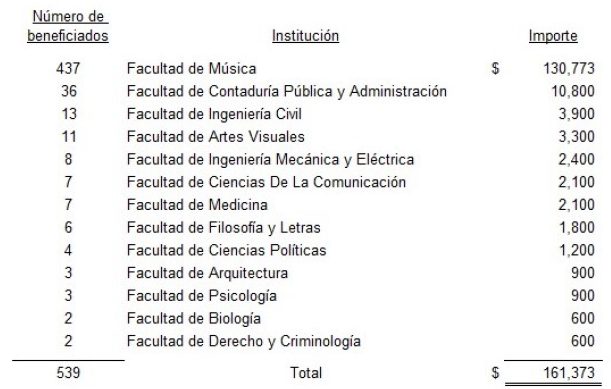 Número de
beneficiados Institución Importe
437 Facultad de Música $ 130,773
36 Facultad de Contaduría Pública y Administración 10,800
13 Facultad de Ingeniería Civil 3,900
11 Facultad de Artes Visuales 3,300
8 Facultad de Ingeniería Mecánica y Eléctrica 2,400
7 Facultad de Ciencias De La Comunicación 2,100
7 Facultad de Medicina 2,100
6 Facultad de Filosofía y Letras 1,800
4 Facultad de Ciencias Políticas 1,200
3 Facultad de Arquitectura 900
3 Facultad de Psicología 900
2 Facultad de Biología 600
2 Facultad de Derecho y Criminología 600
539 Total $ 161,373